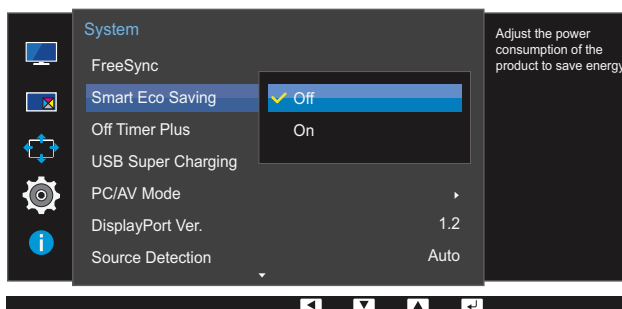 System
FreeSync
Smart Eco Saving
Off
Off Timer Plus
On
USB Super Charging
PC/AV Mode
DisplayPort Ver. 1.2
Source Detection Auto
Adjust the power
consumption of the
product to save energy